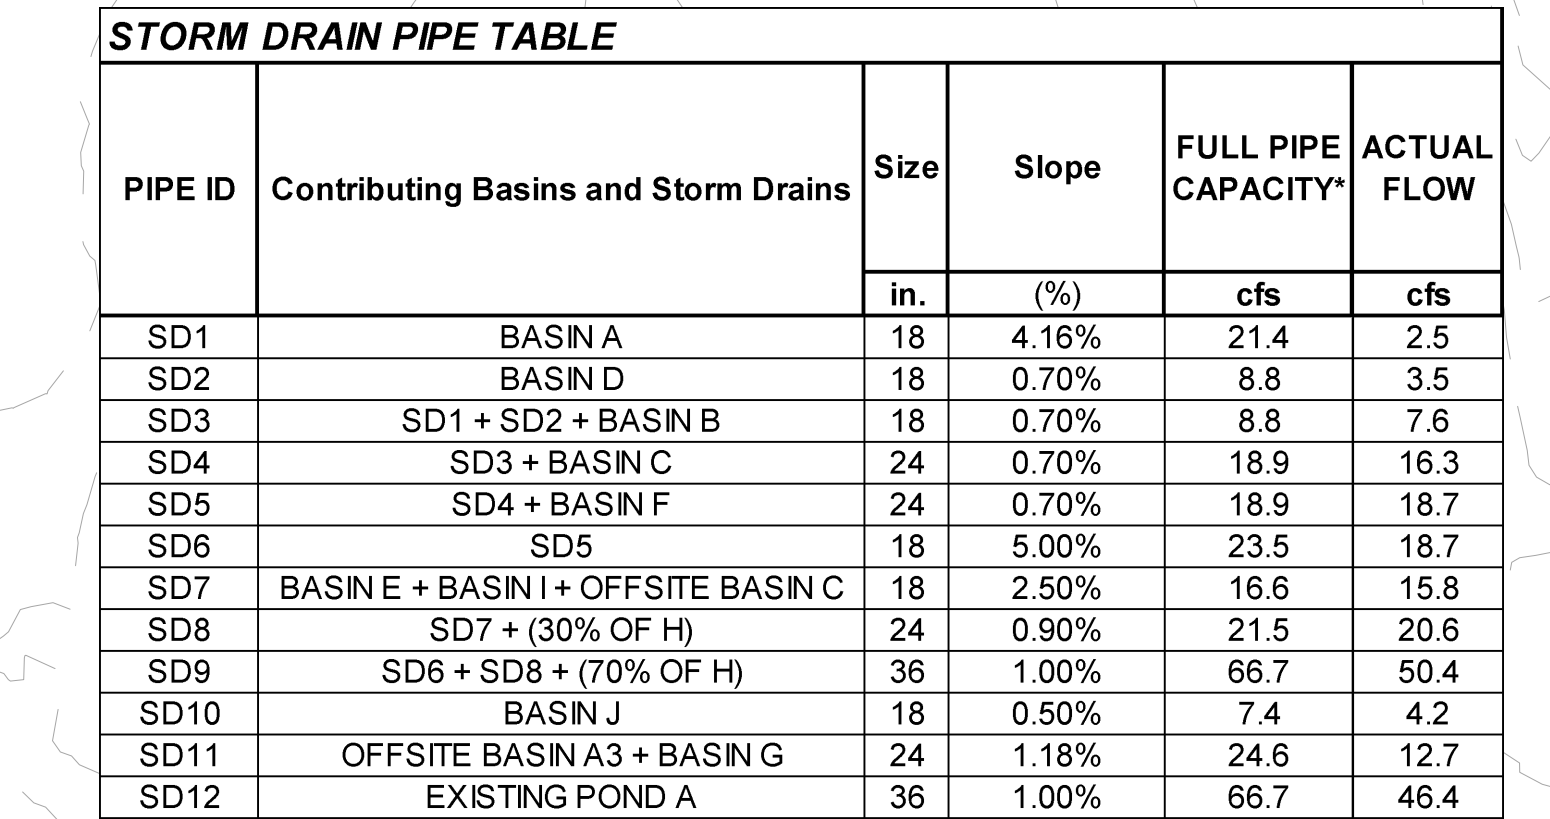 STORM DRAIN PIPE TABLE
PIPE ID Contributing Basins and Storm Drains Size Slope FULL PIPE CAPACITY* ACTUAL FLOW
in. (%) cfs cfs
SD1 BASIN A 18 4.16% 21.4 2.5
SD2 BASIN D 18 0.70% 8.8 3.5
SD3 SD1 + SD2 + BASIN B 18 0.70% 8.8 7.6
SD4 SD3 + BASIN C 24 0.70% 18.9 16.3
SD5 SD4 + BASIN F 24 0.70% 18.9 18.7
SD6 SD5 18 5.00% 23.5 18.7
SD7 BASIN E + BASIN I + OFFSITE BASIN C 18 2.50% 16.6 15.8
SD8 SD7 + (30% OF H) 24 0.90% 21.5 20.6
SD9 SD6 + SD8 + (70% OF H) 36 1.00% 66.7 50.4
SD10 BASIN J 18 0.50% 7.4 4.2
SD11 OFFSITE BASIN A3 + BASIN G 24 1.18% 24.6 12.7
SD12 EXISTING POND A 36 1.00% 66.7 46.4